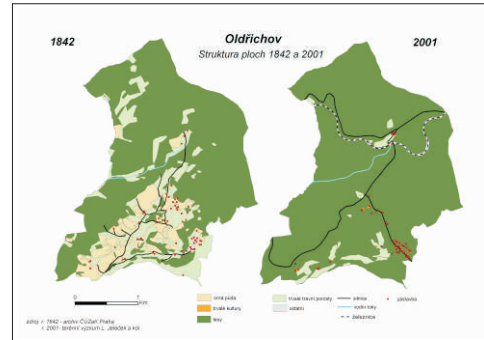 Oldřichov
Struktura ploch 1842 a 2001
1842
2001
0 1
km
orná půda
trvalé kultury
lesy
trvalé travní porosty
ostatní
silnice
vodní toky
železnice
zástavba
zdroj: r. 1842 - archiv ČÚZaK Praha
r. 2001- terénní výzkum L. Jeleček a kol.